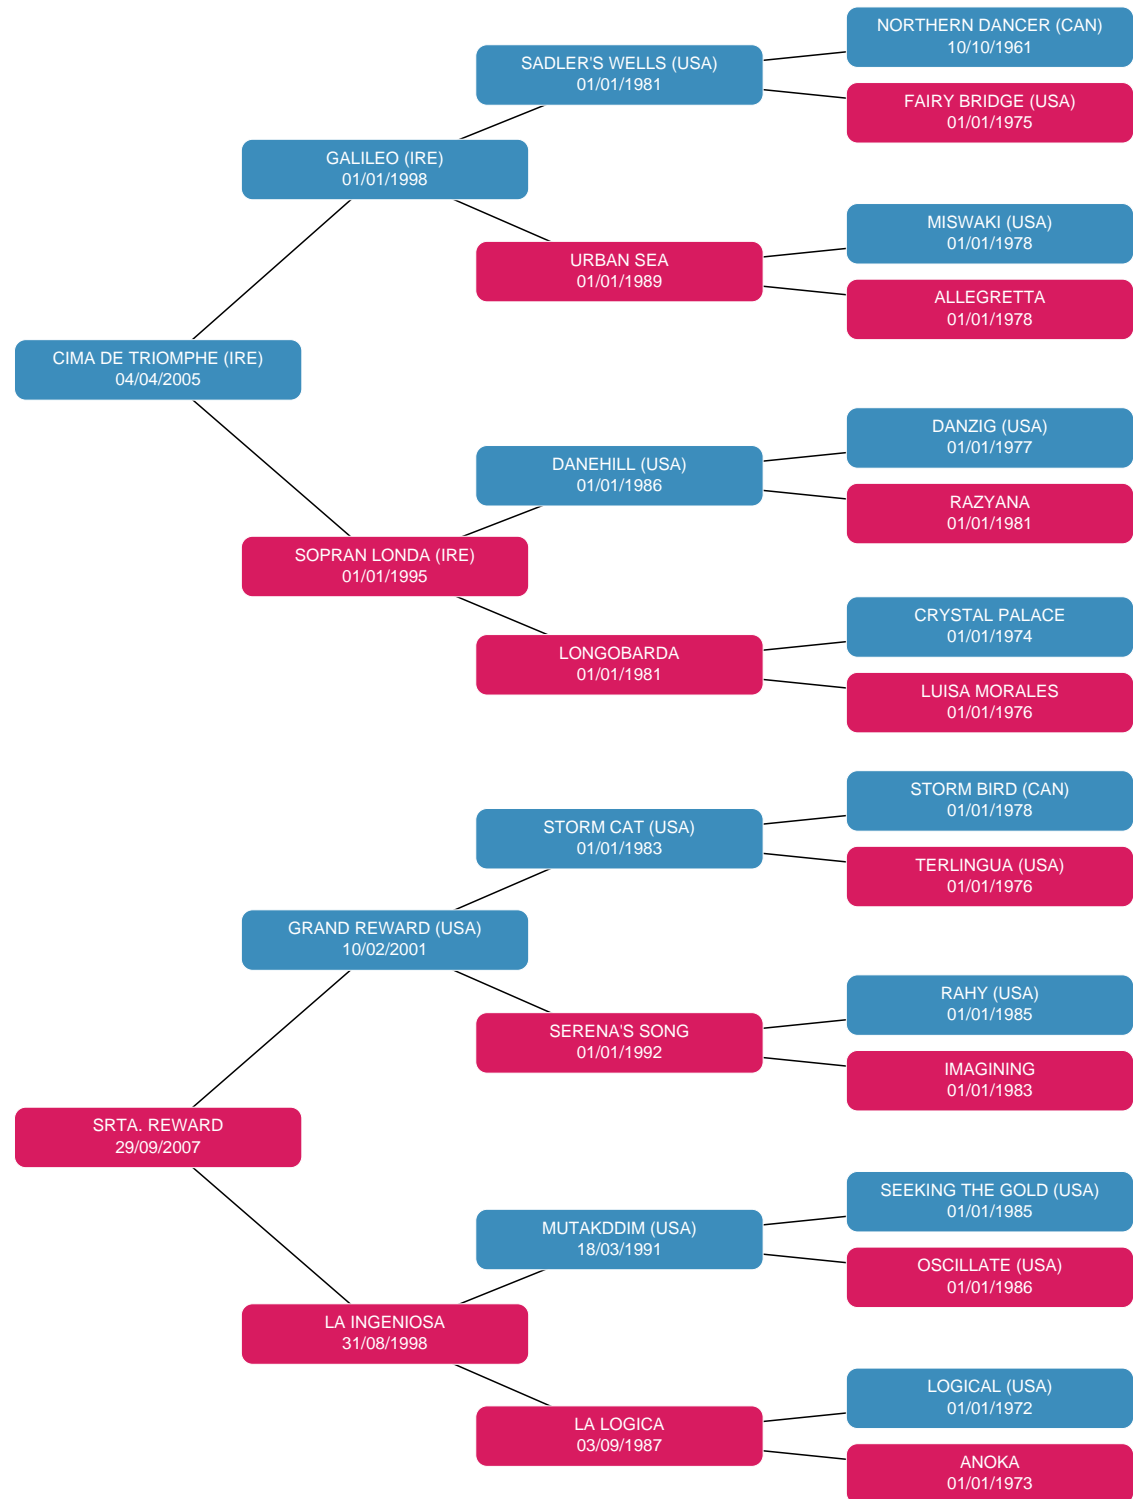 NORTHERN DANCER (CAN)
10/10/1961
SADLER'S WELLS (USA)
01/01/1981
FAIRY BRIDGE (USA)
01/01/1975
GALILEO (IRE)
01/01/1998
MISWAKI (USA)
01/01/1978
URBAN SEA
01/01/1989
ALLEGRETTA
01/01/1978
CIMA DE TRIOMPHE (IRE)
04/04/2005
DANZIG (USA)
01/01/1977
DANEHILL (USA)
01/01/1986
RAZYANA
01/01/1981
SOPRAN LONDA (IRE)
01/01/1995
CRYSTAL PALACE
01/01/1974
LONGOBARDA
01/01/1981
LUISA MORALES
01/01/1976
STORM BIRD (CAN)
01/01/1978
STORM CAT (USA)
01/01/1983
TERLINGUA (USA)
01/01/1976
GRAND REWARD (USA)
10/02/2001
RAHY (USA)
01/01/1985
SERENA'S SONG
01/01/1992
IMAGINING
01/01/1983
SRTA. REWARD
29/09/2007
SEEKING THE GOLD (USA)
01/01/1985
MUTAKDDIM (USA)
18/03/1991
OSCILLATE (USA)
01/01/1986
LA INGENIOSA
31/08/1998
LOGICAL (USA)
01/01/1972
LA LOGICA
03/09/1987
ANOKA
01/01/1973